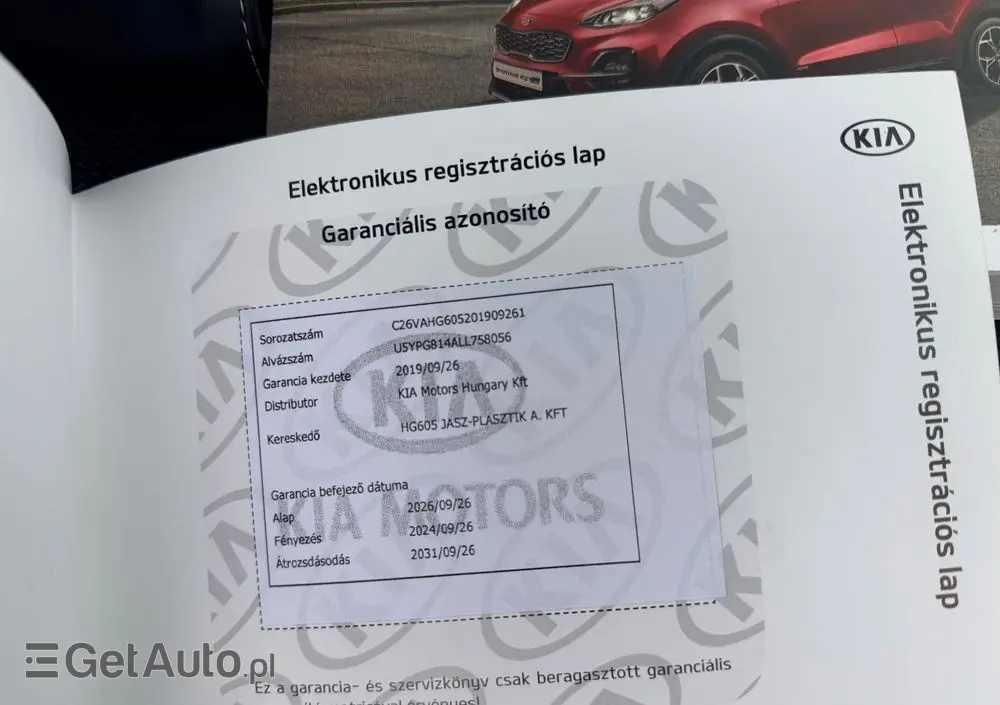 KIA
Elektronikus regisztrációs lap
Garanciális azonosító
Elektronikus regisztrációs lap
Sorozatszám C26VAHG605201909261
Alvázszám U5YPG814ALL758056
Garancia kezdete 2019/09/26
Distributor KIA Motors Hungary Kft
Kereskedő HG605 JASZ-PLASZTIK A. KFT
Garancia befejező dátuma
Alap 2026/09/26
Fényezés 2024/09/26
Átrozsdásodás 2031/09/26
KIA
KIA MOTORS
GetAuto.pl
Ez a garancia- és szervizkönyv csak beragasztott garanciális